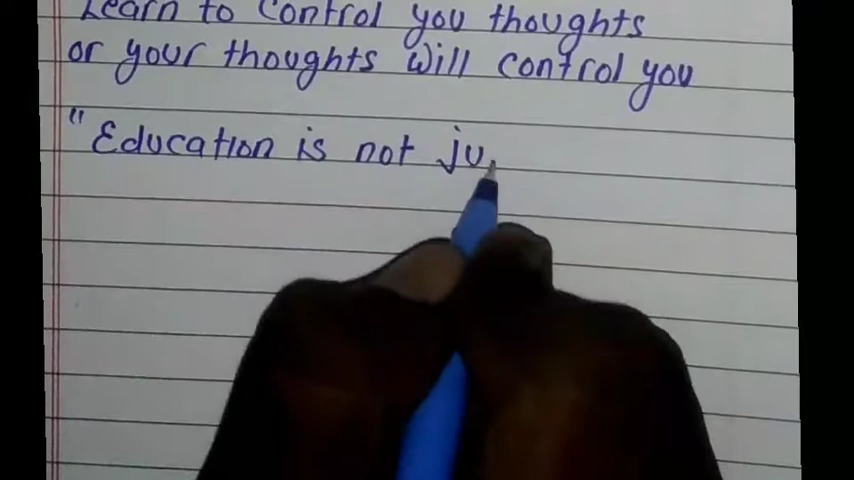 Learn to control you thoughts
or your thoughts will control you
"Education is not ju